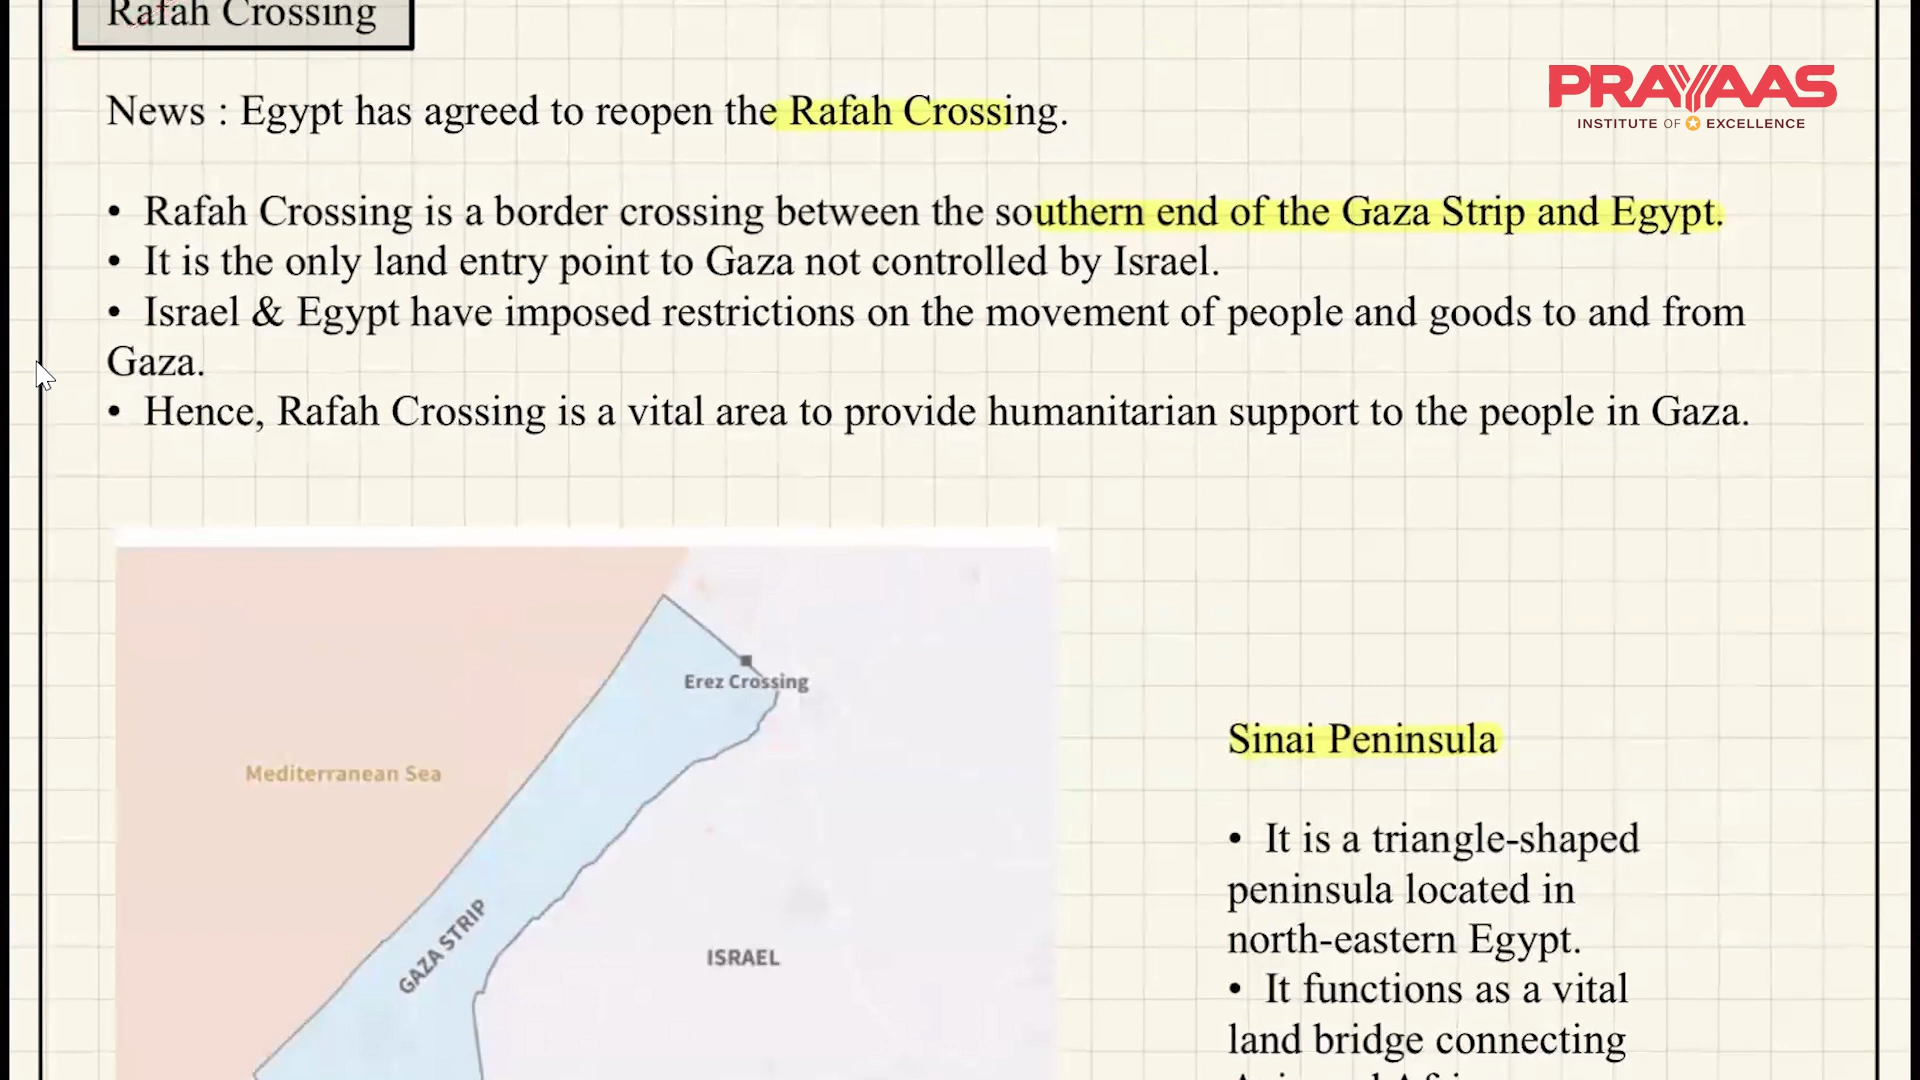 Rafah Crossing
PRAYAAS
INSTITUTE OF EXCELLENCE
News : Egypt has agreed to reopen the Rafah Crossing.
• Rafah Crossing is a border crossing between the southern end of the Gaza Strip and Egypt.
• It is the only land entry point to Gaza not controlled by Israel.
• Israel & Egypt have imposed restrictions on the movement of people and goods to and from
Gaza.
• Hence, Rafah Crossing is a vital area to provide humanitarian support to the people in Gaza.
Erez Crossing
Mediterranean Sea
GAZA STRIP
ISRAEL
Sinai Peninsula
• It is a triangle-shaped
peninsula located in
north-eastern Egypt.
• It functions as a vital
land bridge connecting